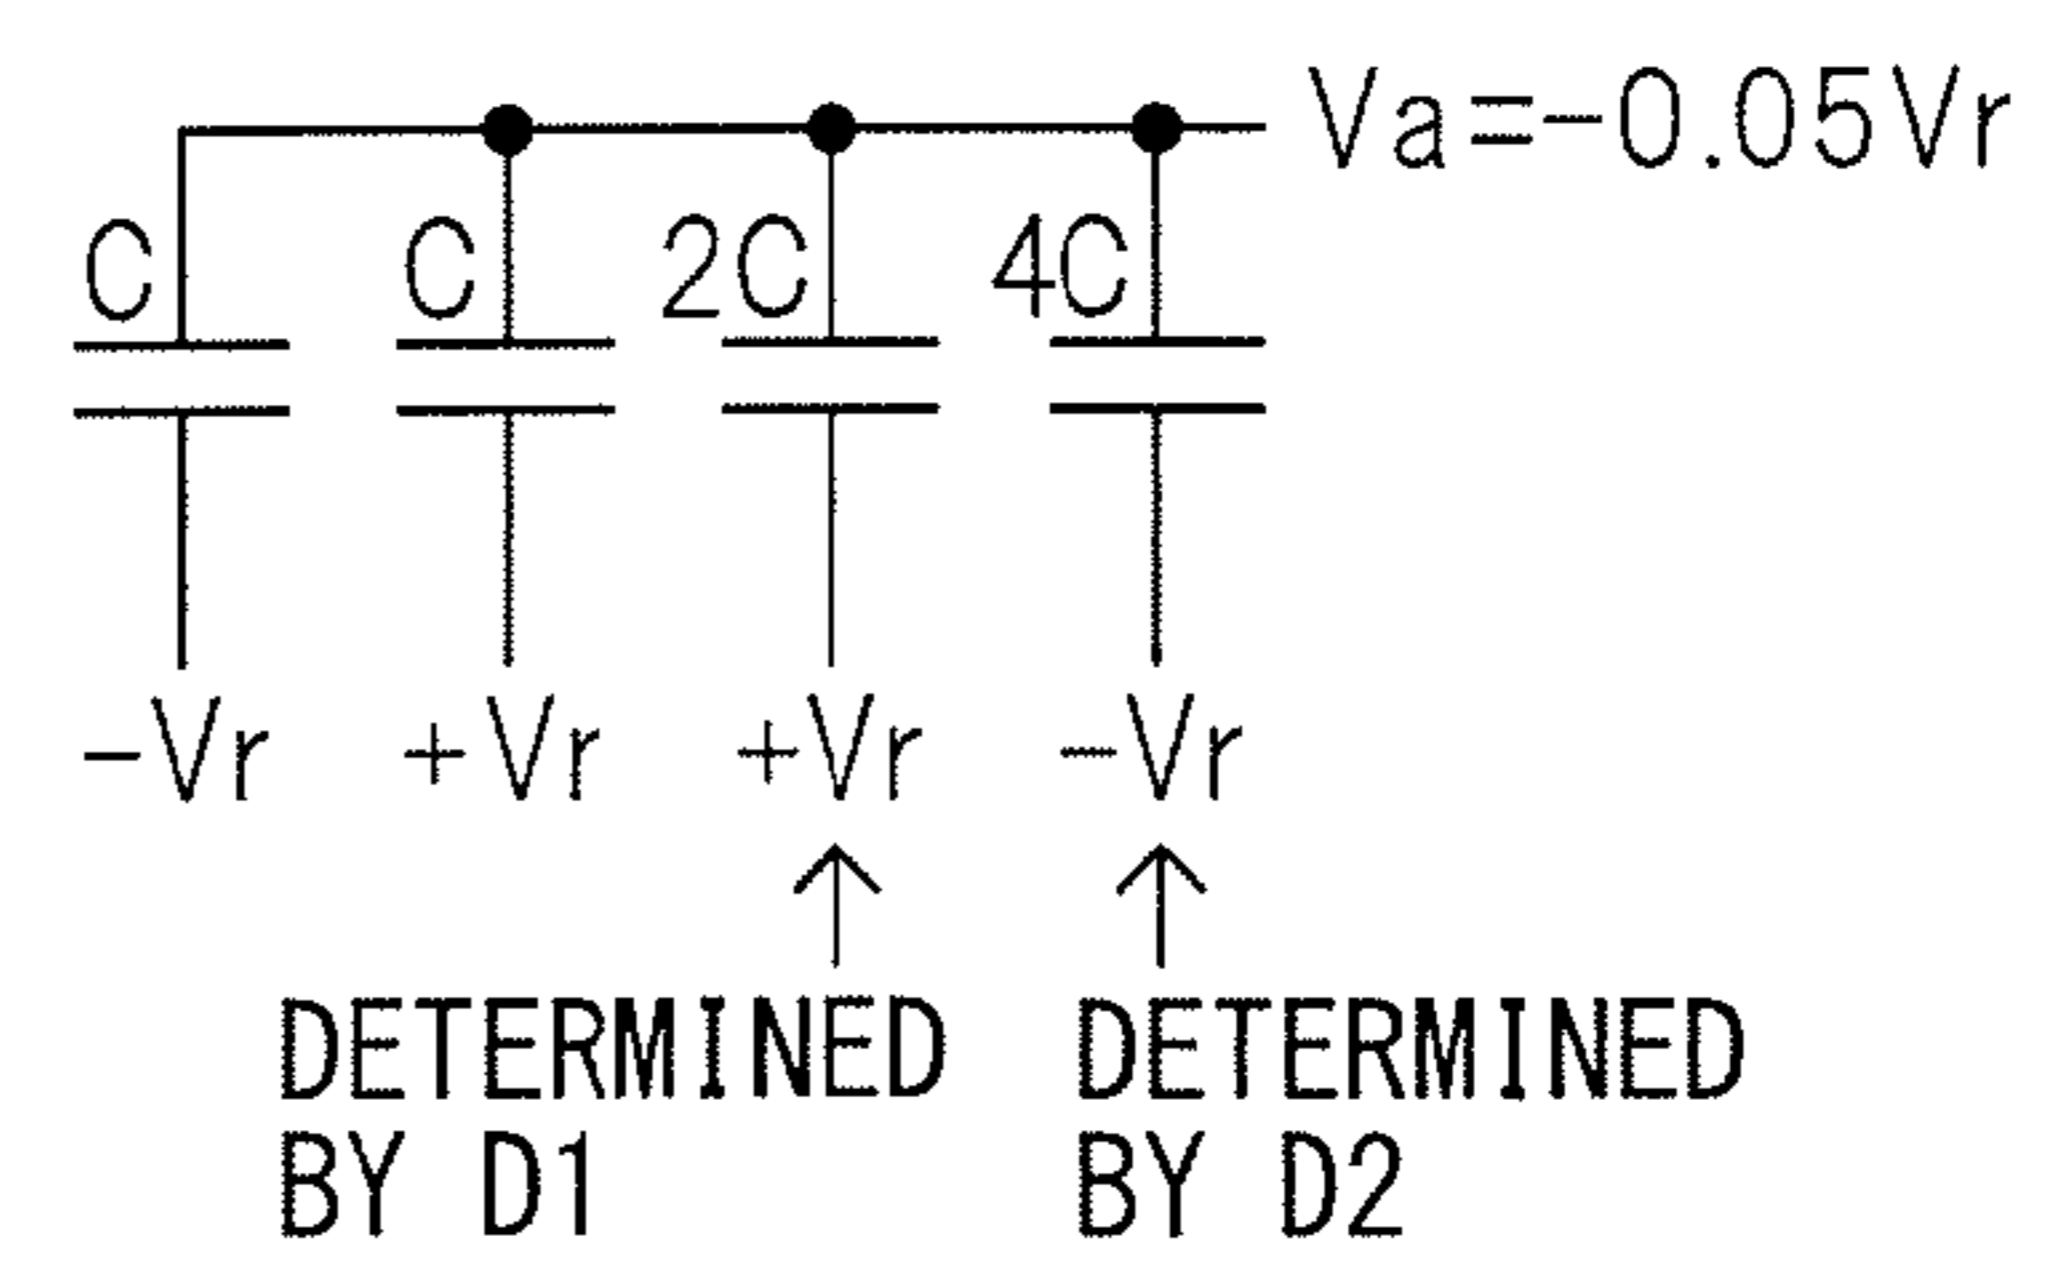 Va=-0.05Vr
C C 2C 4C
-Vr +Vr +Vr -Vr
DETERMINED DETERMINED
BY D1 BY D2